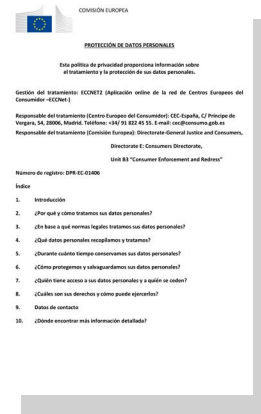 COMISIÓN EUROPEA
PROTECCIÓN DE DATOS PERSONALES
Esta política de privacidad proporciona información sobre
el tratamiento y la protección de sus datos personales.
Gestión del tratamiento: ECCNET2 (Aplicación online de la red de Centros Europeos del
Consumidor –ECCNet-)
Responsable del tratamiento (Centro Europeo del Consumidor): CEC-España, C/ Príncipe de
Vergara, 54, 28006, Madrid. Teléfono: +34/ 91 822 45 55. E-mail: cec@consumo.gob.es
Responsable del tratamiento (Comisión Europea): Directorate-General Justice and Consumers,
Directorate E: Consumers Directorate,
Unit B3 "Consumer Enforcement and Redress"
Número de registro: DPR-EC-01406
Índice
1. Introducción
2. ¿Por qué y cómo tratamos sus datos personales?
3. ¿En base a qué normas legales tratamos sus datos personales?
4. ¿Qué datos personales recopilamos y tratamos?
5. ¿Durante cuánto tiempo conservamos sus datos personales?
6. ¿Cómo protegemos y salvaguardamos sus datos personales?
7. ¿Quién tiene acceso a sus datos personales y a quién se ceden?
8. ¿Cuáles son sus derechos y cómo puede ejercerlos?
9. Datos de contacto
10. ¿Dónde encontrar más información detallada?